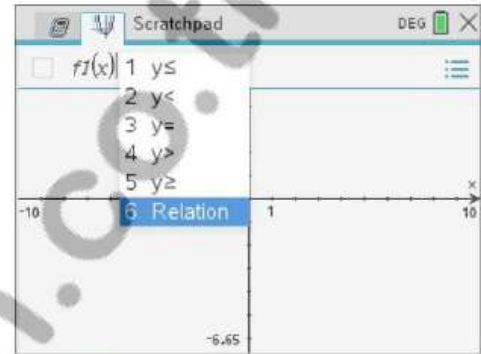 Scratchpad DEG
f1(x)
1 y≤
2 y<
3 y=
4 y>
5 y≥
6 Relation
x
-10 1 10
-6.65